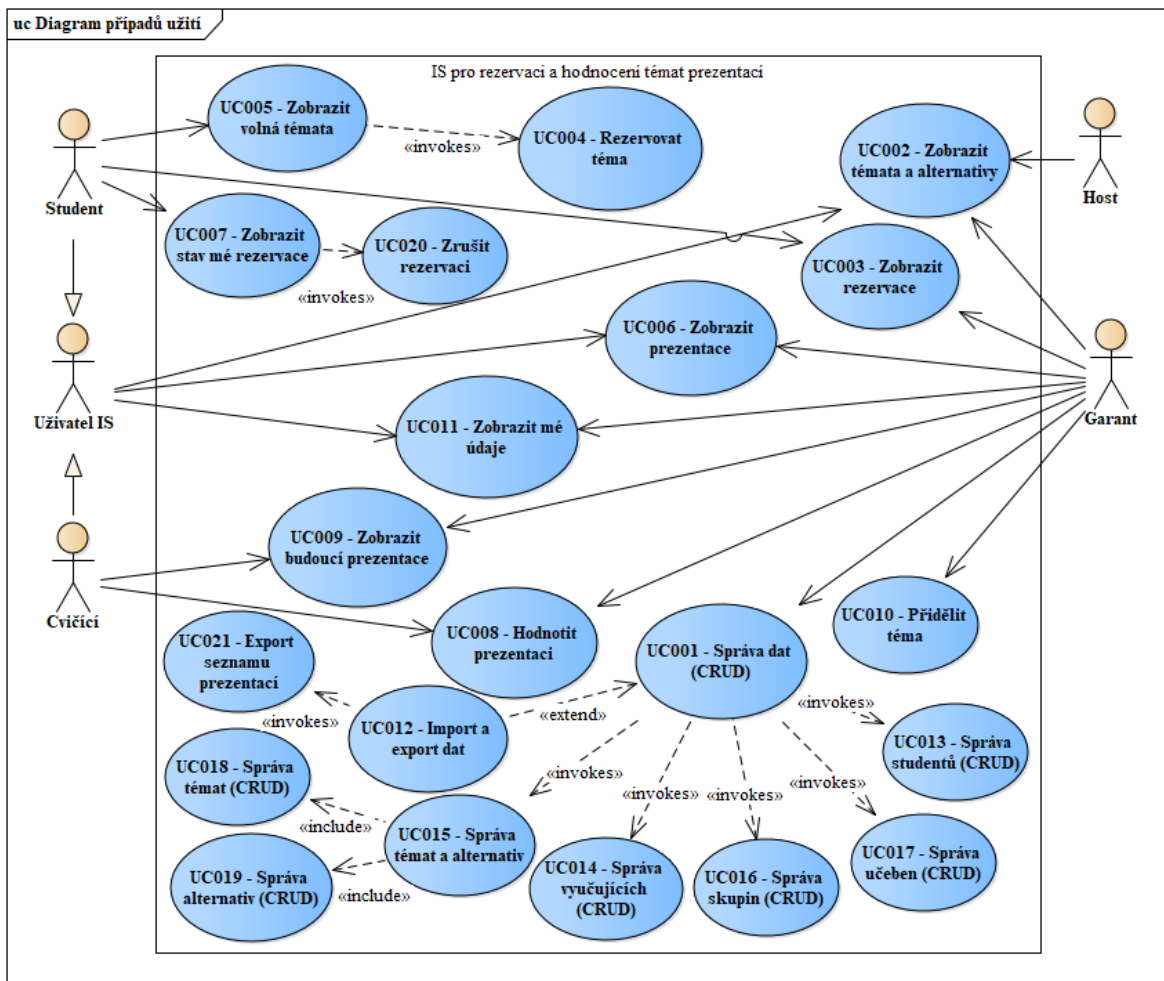 uc Diagram případů užití
IS pro rezervaci a hodnocení témat prezentací
UC005 - Zobrazit
volná témata
«invokes»
UC004 - Rezervovat
téma
UC002 - Zobrazit
témata a alternativy
Student
Host
UC007 - Zobrazit
stav mé rezervace
«invokes»
UC020 - Zrušit
rezervaci
UC003 - Zobrazit
rezervace
UC006 - Zobrazit
prezentace
Uživatel IS
Garant
UC011 - Zobrazit mé
údaje
UC009 - Zobrazit
budoucí prezentace
Cvičící
UC008 - Hodnotit
prezentaci
UC010 - Přidělit
téma
UC021 - Export
seznamu
prezentací
UC001 - Správa dat
(CRUD)
«invokes»
UC012 - Import a
export dat
«extend»
«invokes»
UC013 - Správa
studentů (CRUD)
UC018 - Správa
témat (CRUD)
«invokes»
«invokes»
«invokes»
«invokes»
«include»
UC015 - Správa
témat a alternativ
UC019 - Správa
alternativ (CRUD)
«include»
UC014 - Správa
vyučujících
(CRUD)
UC016 - Správa
skupin (CRUD)
UC017 - Správa
učeben (CRUD)